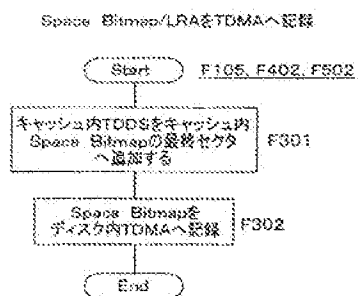 Space Bitmap/LRAをTDMAへ記録
Start
F105, F402, F502
キャッシュ内TDDSをキャッシュ内
Space Bitmapの最終セクタ
へ追加する
F301
Space Bitmapを
ディスク内TDMAへ記録
F302
End